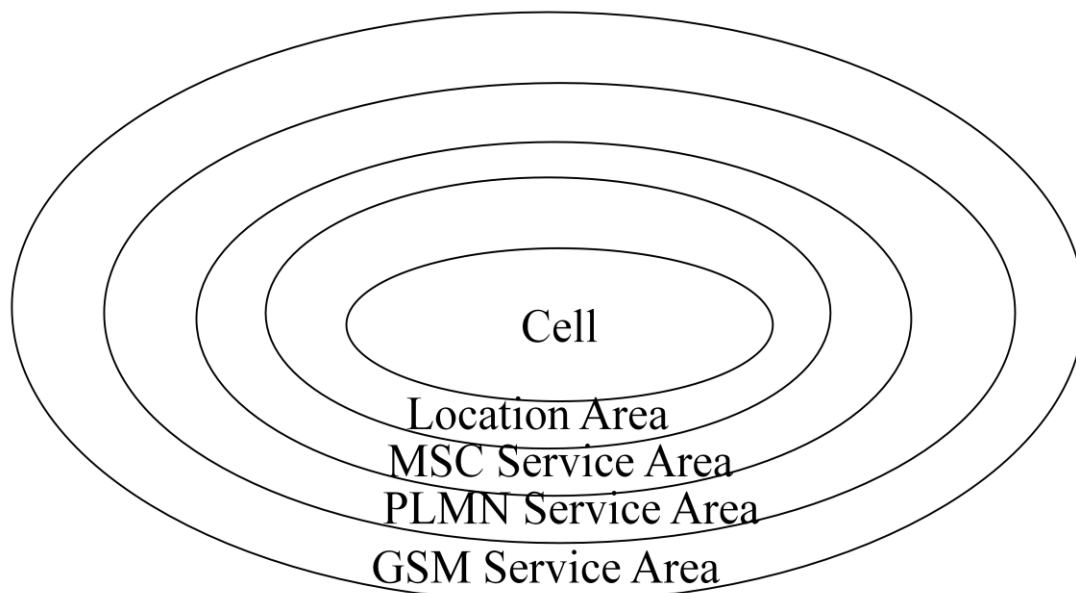 Cell
Location Area
MSC Service Area
PLMN Service Area
GSM Service Area